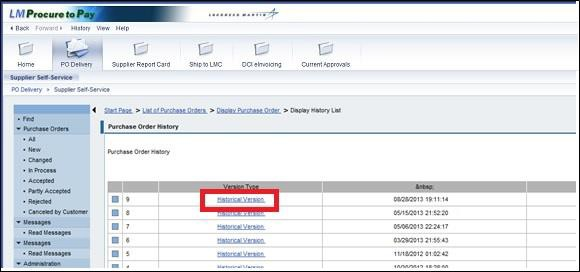 LM Procure to Pay
LOCKHEED MARTIN
Back Forward History View Help
Home PO Delivery Supplier Report Card Ship to LMC OCI eInvoicing Current Approvals
Supplier Self-Service
PO Delivery > Supplier Self-Service
Start Page > List of Purchase Orders > Display Purchase Order > Display History List
Find
Purchase Orders
All
New
Changed
In Process
Accepted
Partly Accepted
Rejected
Canceled by Customer
Messages
Read Messages
Messages
Read Messages
Administration
Purchase Order History
Purchase Order History
Version Type &nbsp;
9 Historical Version 08/28/2013 19:11:14
8 Historical Version 05/15/2013 21:52:20
7 Historical Version 05/06/2013 22:24:17
6 Historical Version 03/29/2013 21:55:43
5 Historical Version 11/18/2012 01:02:42